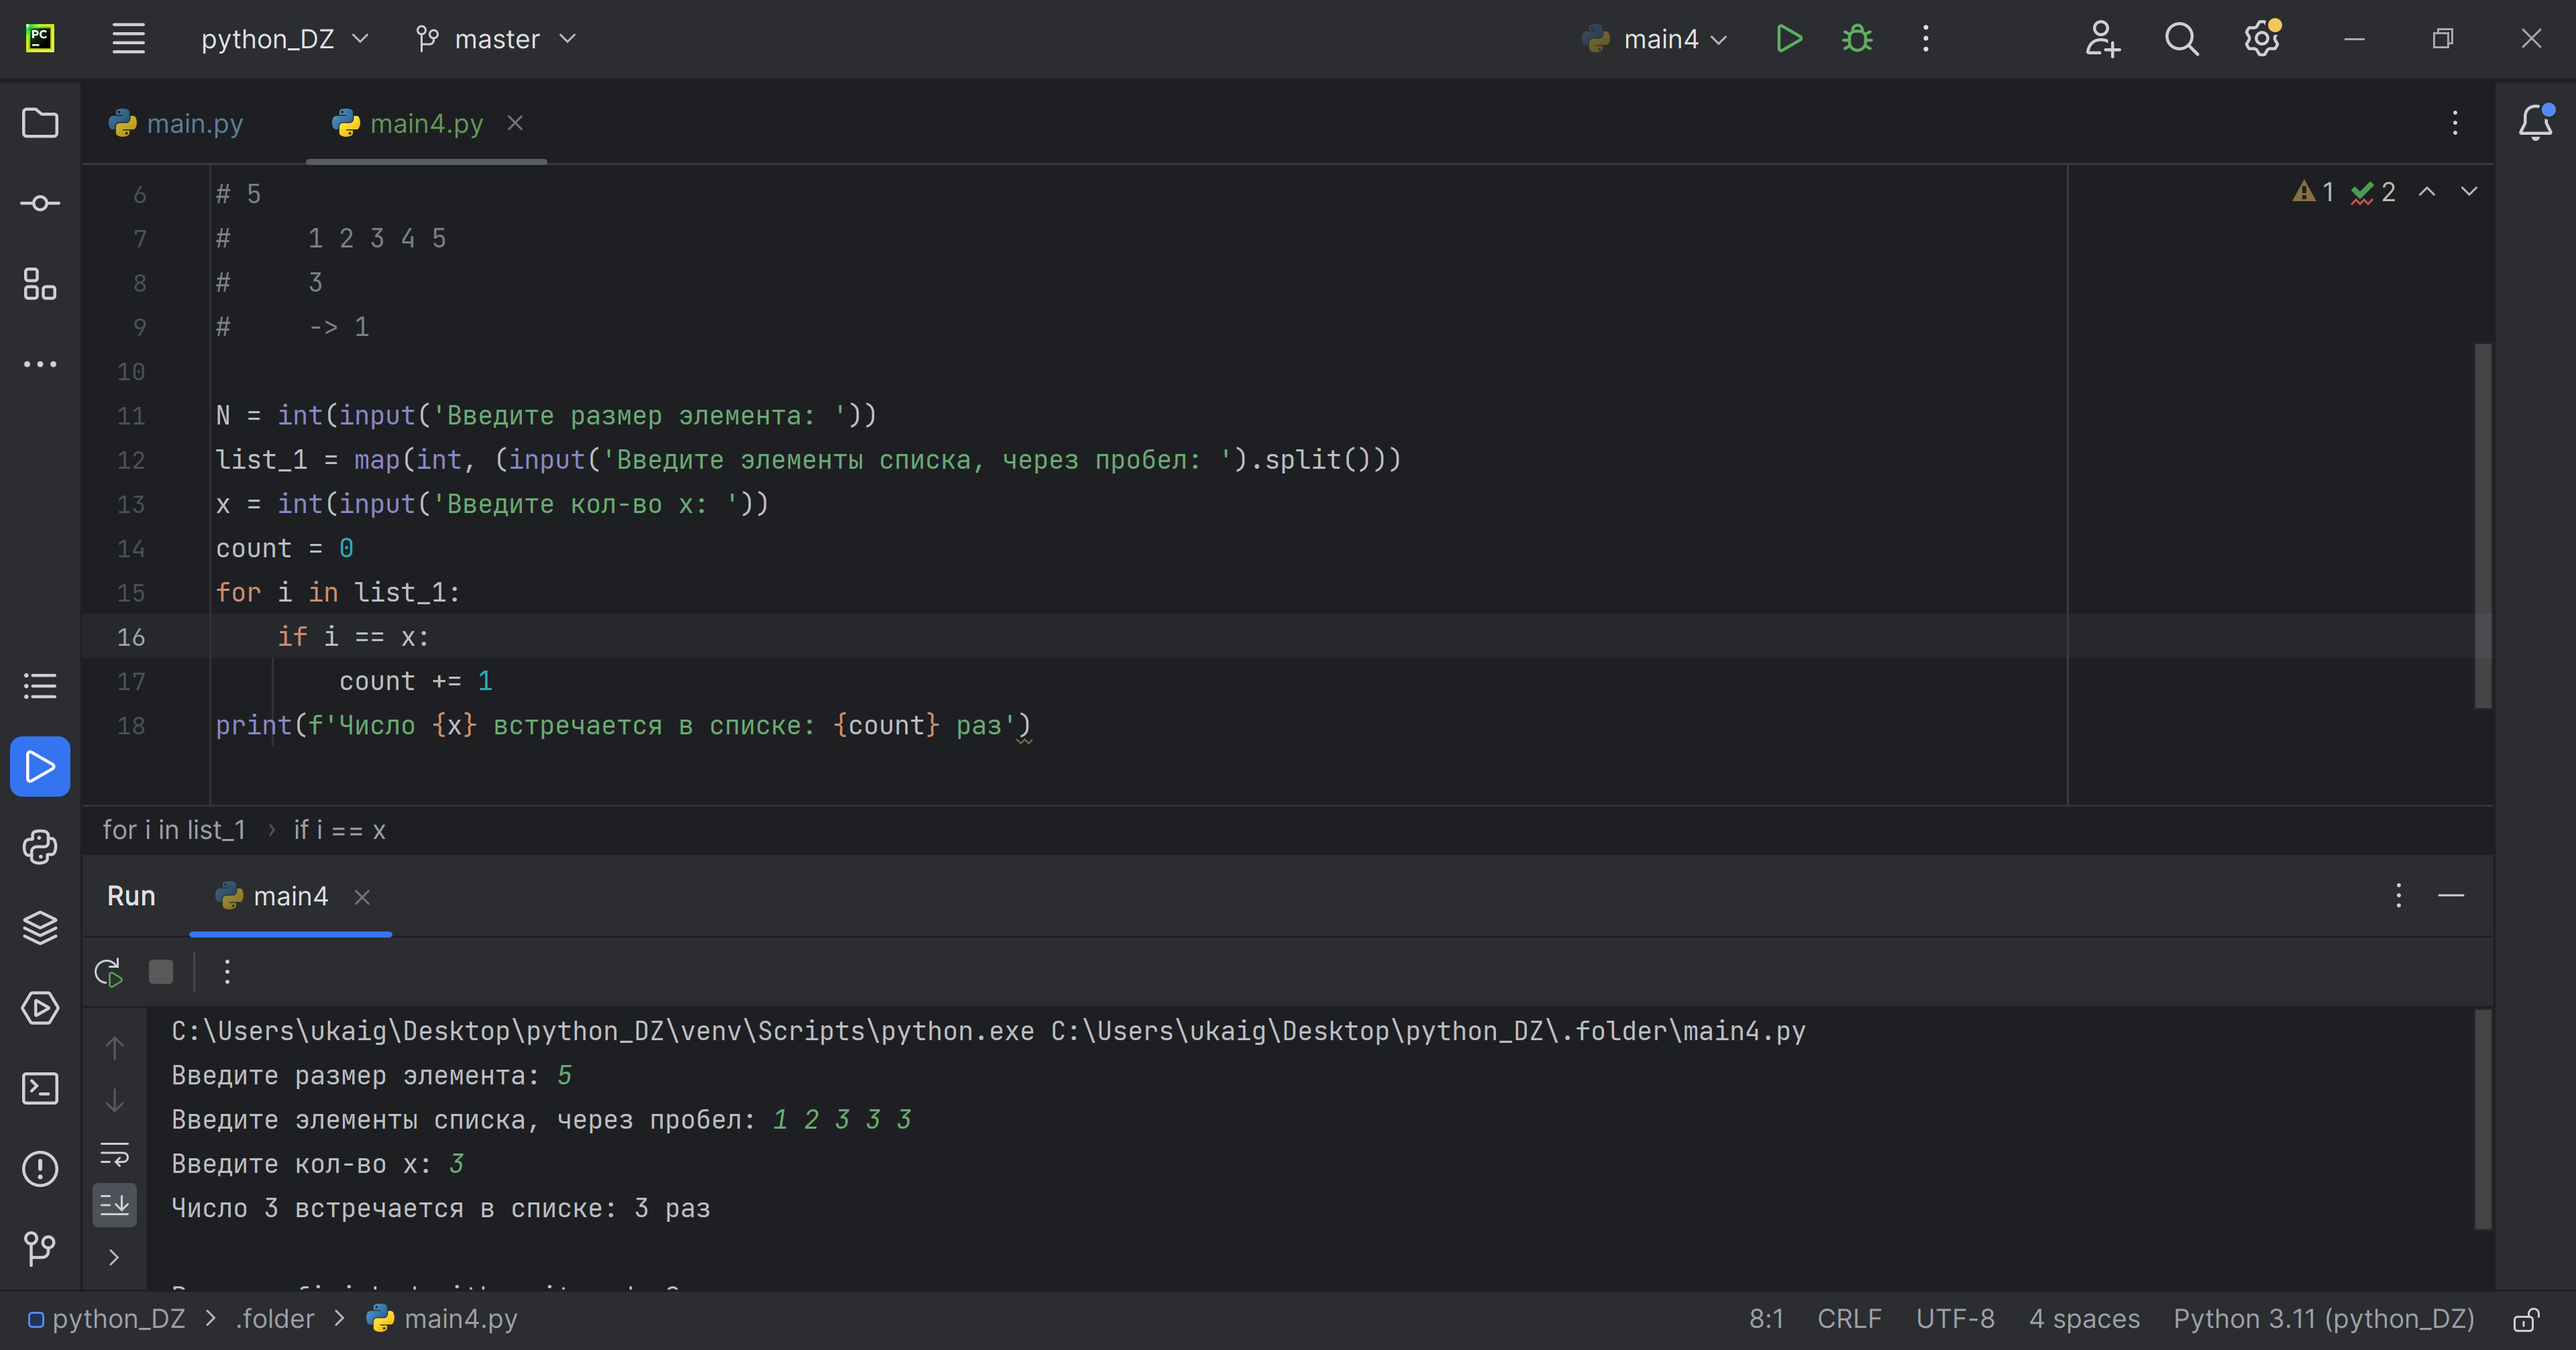 PC
python_DZ
master
main4
main.py
main4.py
1
2
6 # 5
7 #     1 2 3 4 5
8 #     3
9 #     -> 1
10
11 N = int(input('Введите размер элемента: '))
12 list_1 = map(int, (input('Введите элементы списка, через пробел: ').split()))
13 x = int(input('Введите кол-во x: '))
14 count = 0
15 for i in list_1:
16     if i == x:
17         count += 1
18 print(f'Число {x} встречается в списке: {count} раз')
for i in list_1 › if i == x
Run
main4
C:\Users\ukaig\Desktop\python_DZ\venv\Scripts\python.exe C:\Users\ukaig\Desktop\python_DZ\.folder\main4.py
Введите размер элемента: 5
Введите элементы списка, через пробел: 1 2 3 3 3
Введите кол-во x: 3
Число 3 встречается в списке: 3 раз
python_DZ > .folder > main4.py
8:1 CRLF UTF-8 4 spaces Python 3.11 (python_DZ)